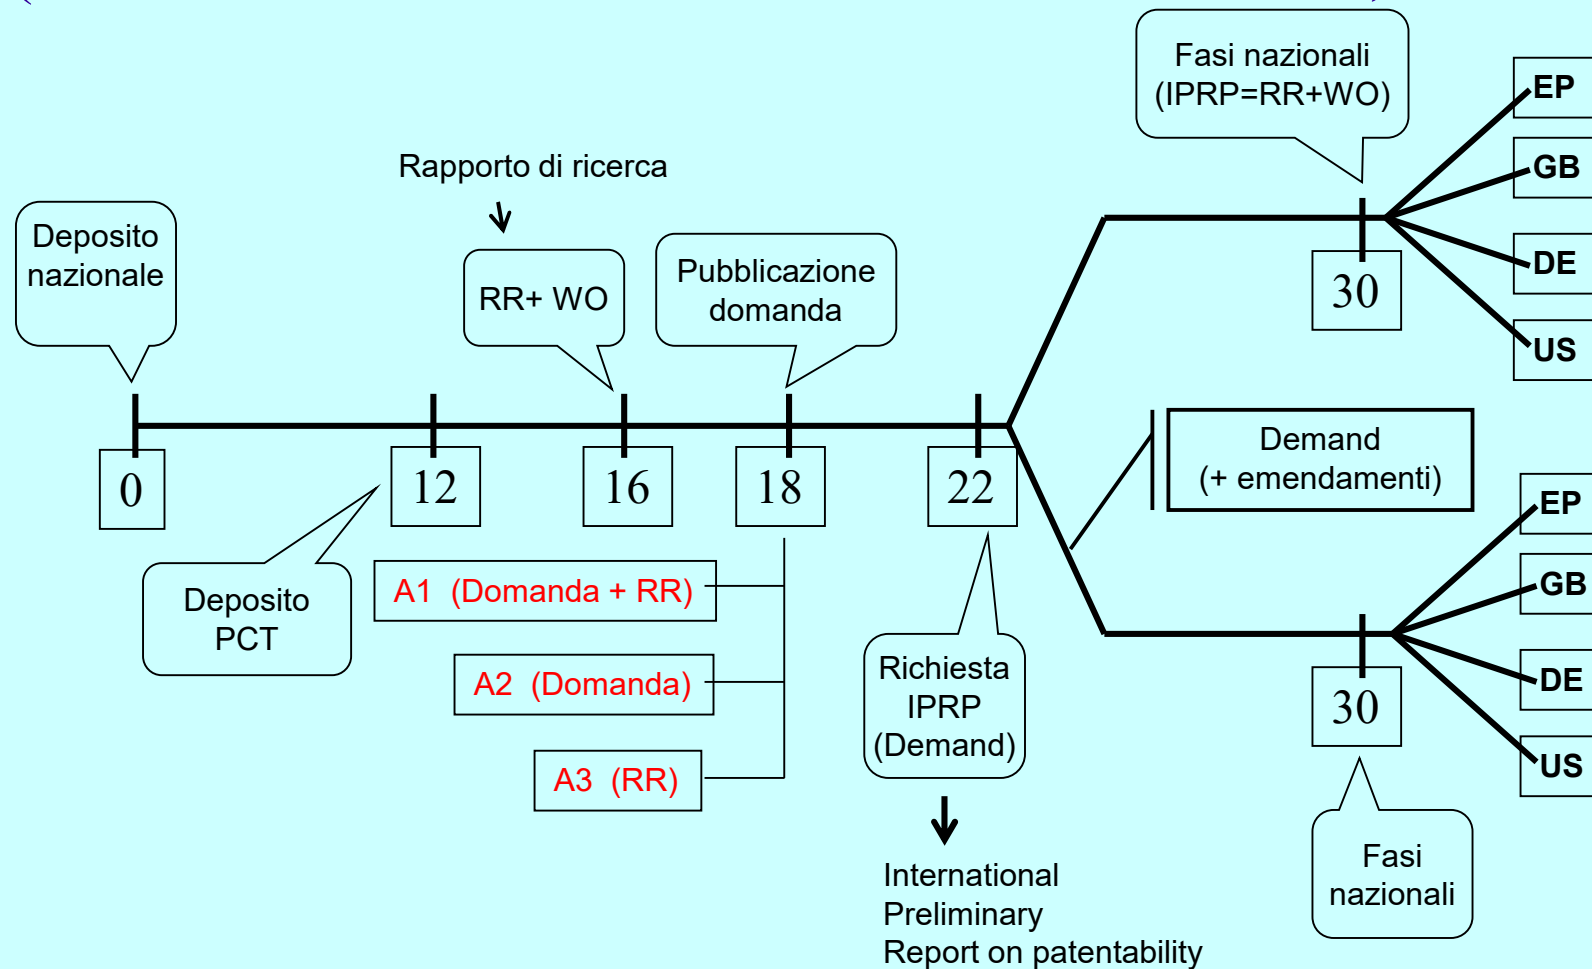 Fasi nazionali
(IPRP=RR+WO)
EP
GB
DE
US
Rapporto di ricerca
Deposito
nazionale
RR+ WO
Pubblicazione
domanda
30
Demand
(+ emendamenti)
0
12
16
18
22
Deposito
PCT
A1 (Domanda + RR)
A2 (Domanda)
A3 (RR)
Richiesta
IPRP
(Demand)
EP
GB
DE
US
30
Fasi
nazionali
International
Preliminary
Report on patentability